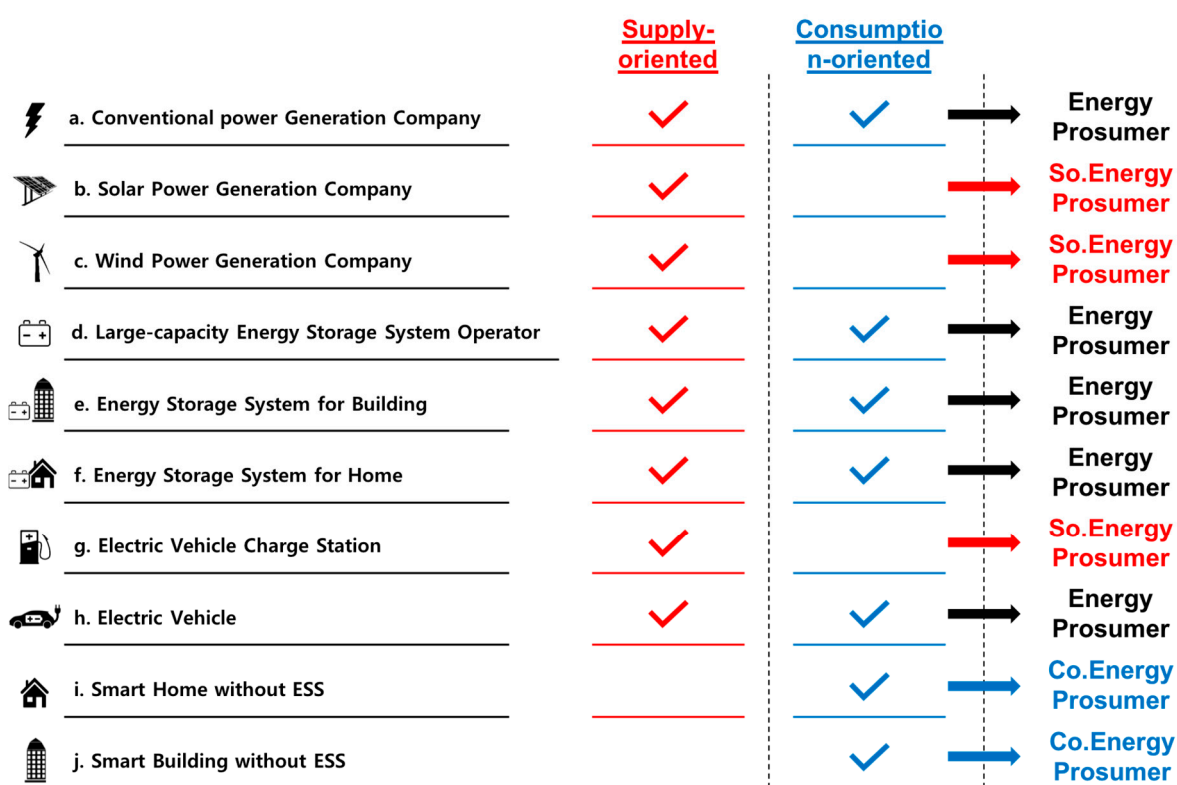 Supply-
oriented
Consumptio
n-oriented
a. Conventional power Generation Company
Energy
Prosumer
b. Solar Power Generation Company
So.Energy
Prosumer
c. Wind Power Generation Company
So.Energy
Prosumer
d. Large-capacity Energy Storage System Operator
Energy
Prosumer
e. Energy Storage System for Building
Energy
Prosumer
f. Energy Storage System for Home
Energy
Prosumer
g. Electric Vehicle Charge Station
So.Energy
Prosumer
h. Electric Vehicle
Energy
Prosumer
i. Smart Home without ESS
Co.Energy
Prosumer
j. Smart Building without ESS
Co.Energy
Prosumer